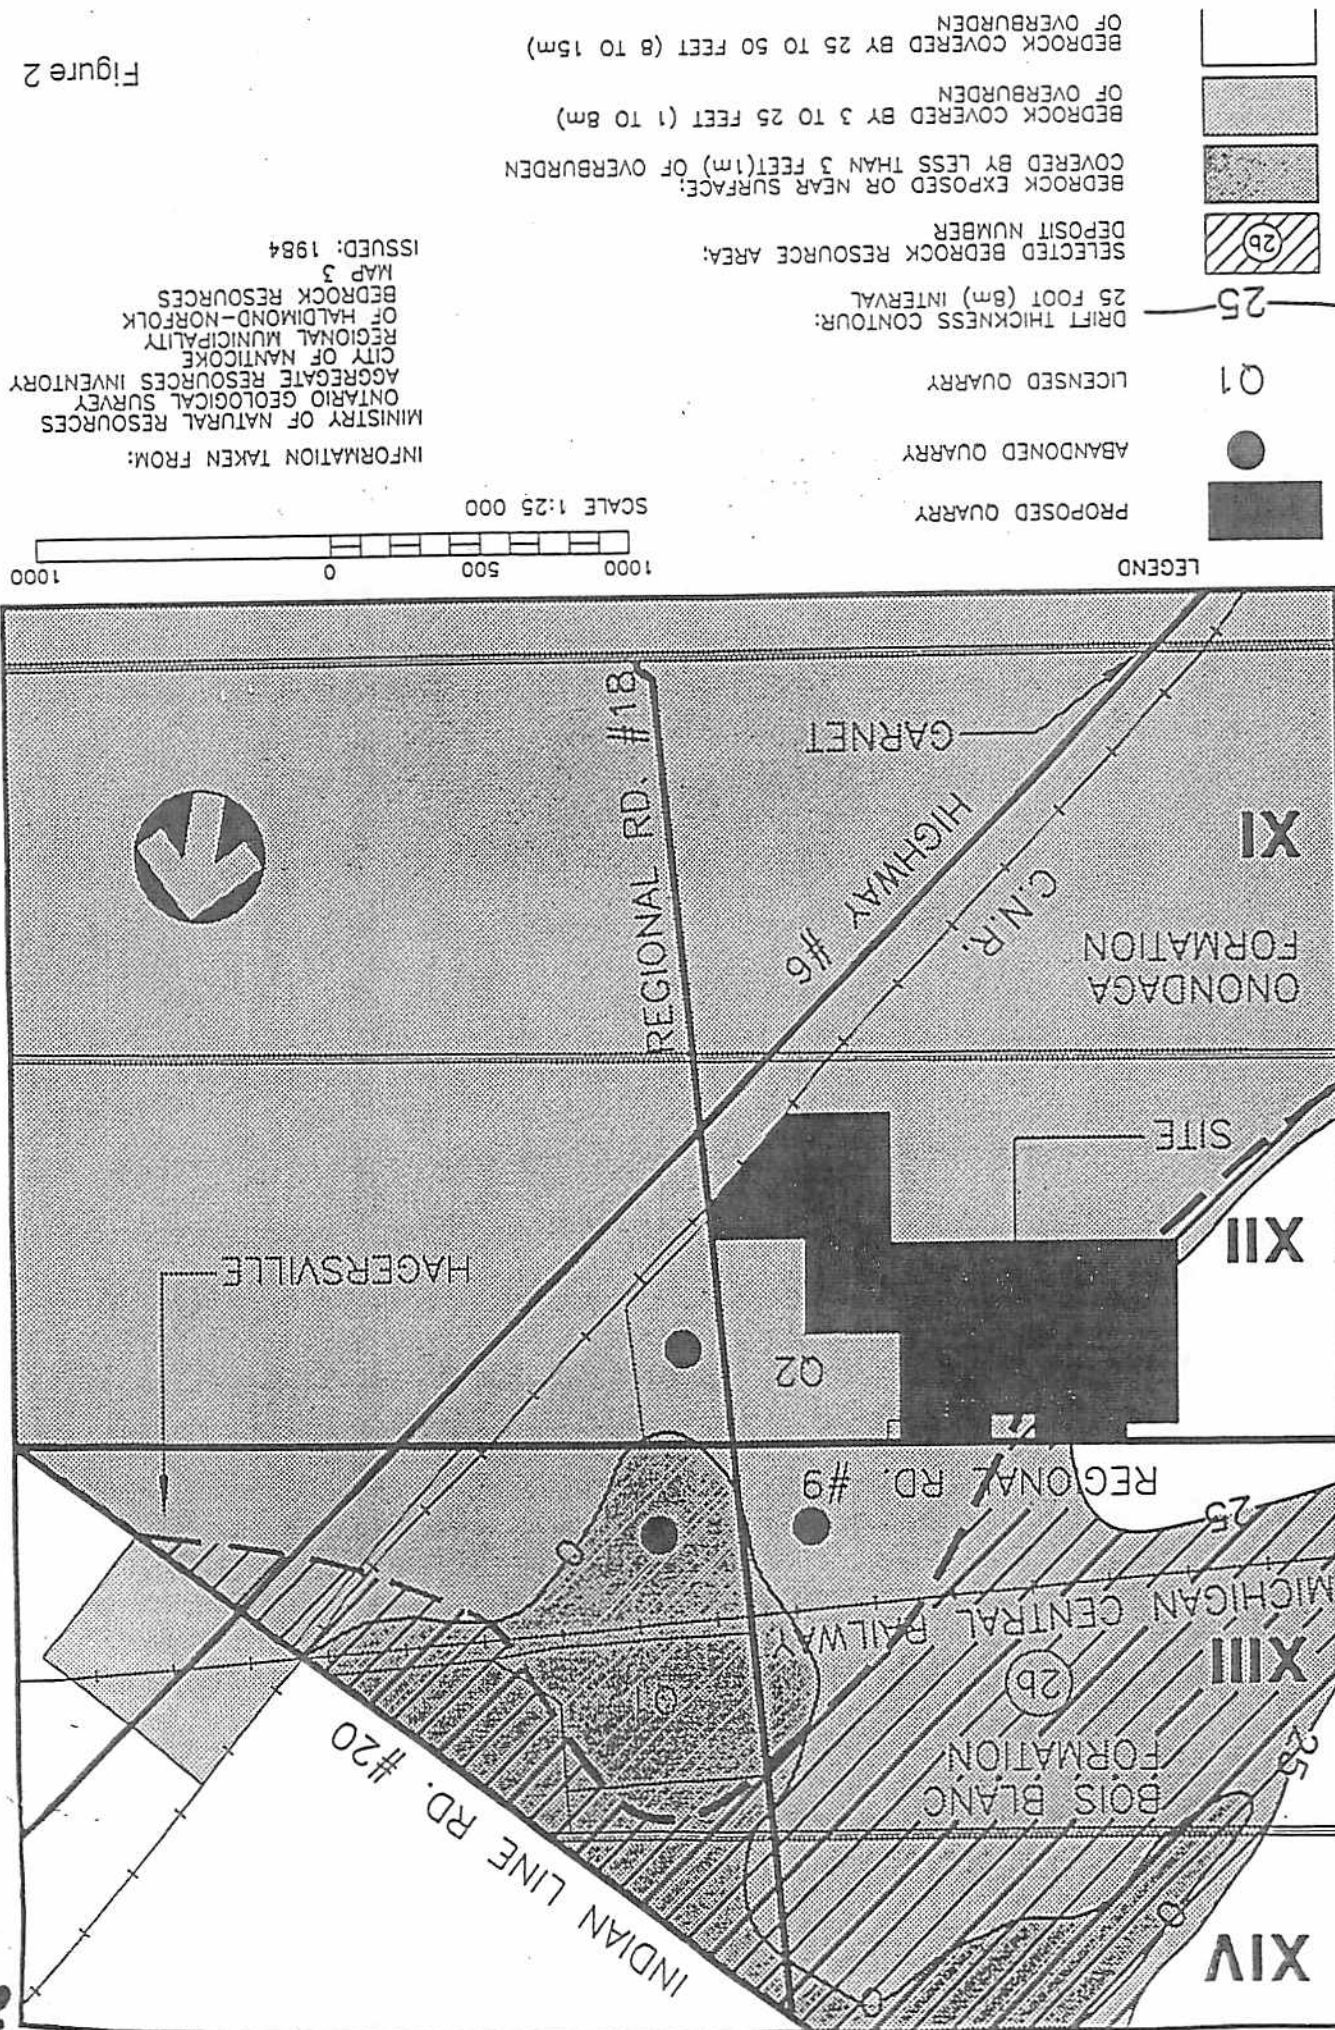 XIV
0
0
INDIAN LINE RD. #20
BOIS BLANC
FORMATION
25
2b
XIII
Q1
MICHIGAN CENTRAL RAILWAY
0
25
REGIONAL RD. #9
Q2
HAGERSVILLE
XII
SITE
ONONDAGA
FORMATION
C.N.R.
HIGHWAY #6
REGIONAL RD. #18
XI
GARNET
LEGEND
PROPOSED QUARRY
ABANDONED QUARRY
Q1
LICENSED QUARRY
25
DRIFT THICKNESS CONTOUR:
25 FOOT (8m) INTERVAL
2b
SELECTED BEDROCK RESOURCE AREA;
DEPOSIT NUMBER
BEDROCK EXPOSED OR NEAR SURFACE;
COVERED BY LESS THAN 3 FEET(1m) OF OVERBURDEN
BEDROCK COVERED BY 3 TO 25 FEET (1 TO 8m)
OF OVERBURDEN
BEDROCK COVERED BY 25 TO 50 FEET (8 TO 15m)
OF OVERBURDEN
1000 500 0 1000
SCALE 1:25 000
INFORMATION TAKEN FROM:
MINISTRY OF NATURAL RESOURCES
ONTARIO GEOLOGICAL SURVEY
AGGREGATE RESOURCES INVENTORY
CITY OF NANTICOKE
REGIONAL MUNICIPALITY
OF HALDIMOND-NORFOLK
BEDROCK RESOURCES
MAP 3
ISSUED: 1984
Figure 2